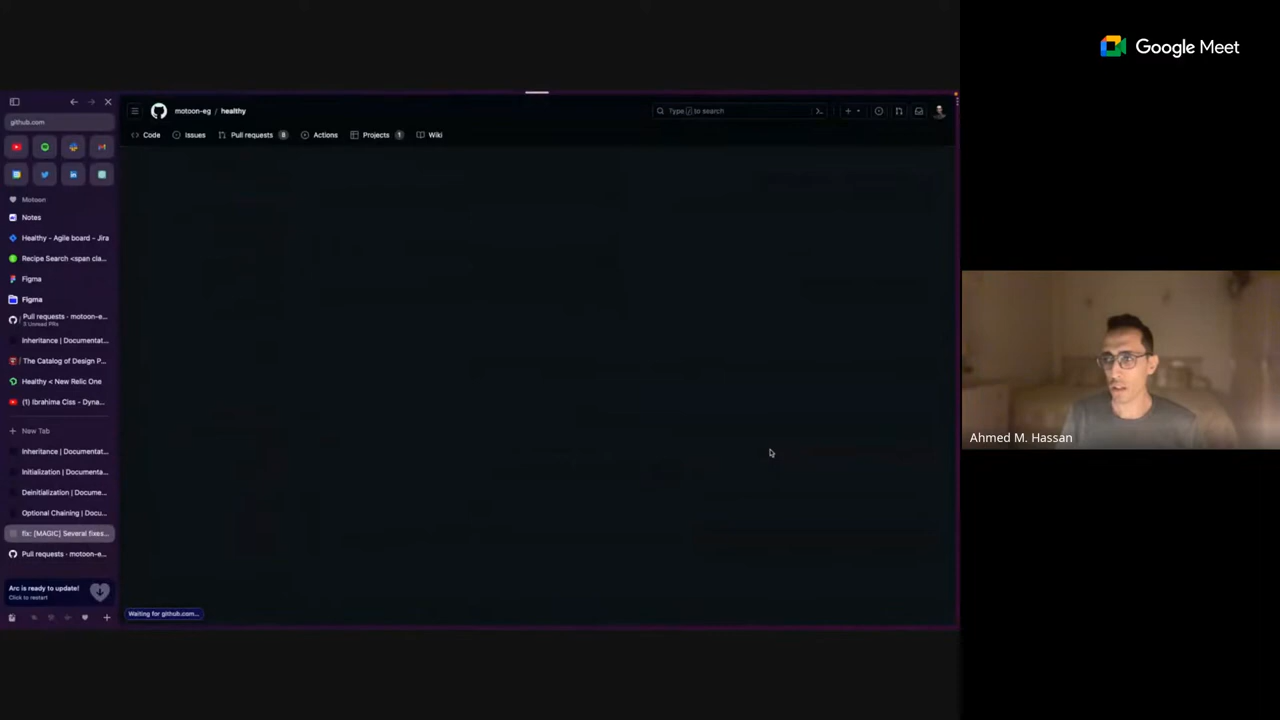 Google Meet
motoon-eg / healthy
Type / to search
github.com
Code
Issues
Pull requests 8
Actions
Projects 1
Wiki
Motoon
Notes
Healthy - Agile board - Jira
Recipe Search <span cla...
Figma
Figma
Pull requests · motoon-e...
3 Unread PRs
Inheritance | Documentat...
The Catalog of Design P...
Healthy < New Relic One
(1) Ibrahima Ciss - Dyna...
New Tab
Inheritance | Documentat...
Initialization | Documenta...
Deinitialization | Docume...
Optional Chaining | Docu...
fix: [MAGIC] Several fixes...
Pull requests · motoon-e...
Arc is ready to update!
Click to restart
Waiting for github.com...
Ahmed M. Hassan